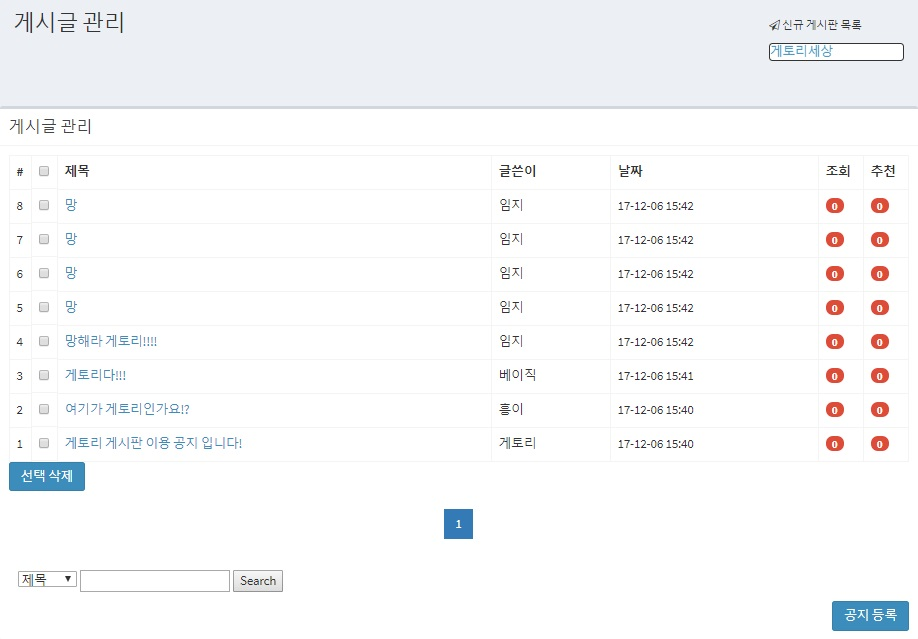 게시글 관리
신규 게시판 목록
게토리세상
게시글 관리
# 제목 글쓴이 날짜 조회 추천
8 망 임지 17-12-06 15:42 0 0
7 망 임지 17-12-06 15:42 0 0
6 망 임지 17-12-06 15:42 0 0
5 망 임지 17-12-06 15:42 0 0
4 망해라 게토리!!!! 임지 17-12-06 15:42 0 0
3 게토리다!!! 베이직 17-12-06 15:41 0 0
2 여기가 게토리인가요!? 흥이 17-12-06 15:40 0 0
1 게토리 게시판 이용 공지 입니다! 게토리 17-12-06 15:40 0 0
선택 삭제
1
제목 Search
공지 등록